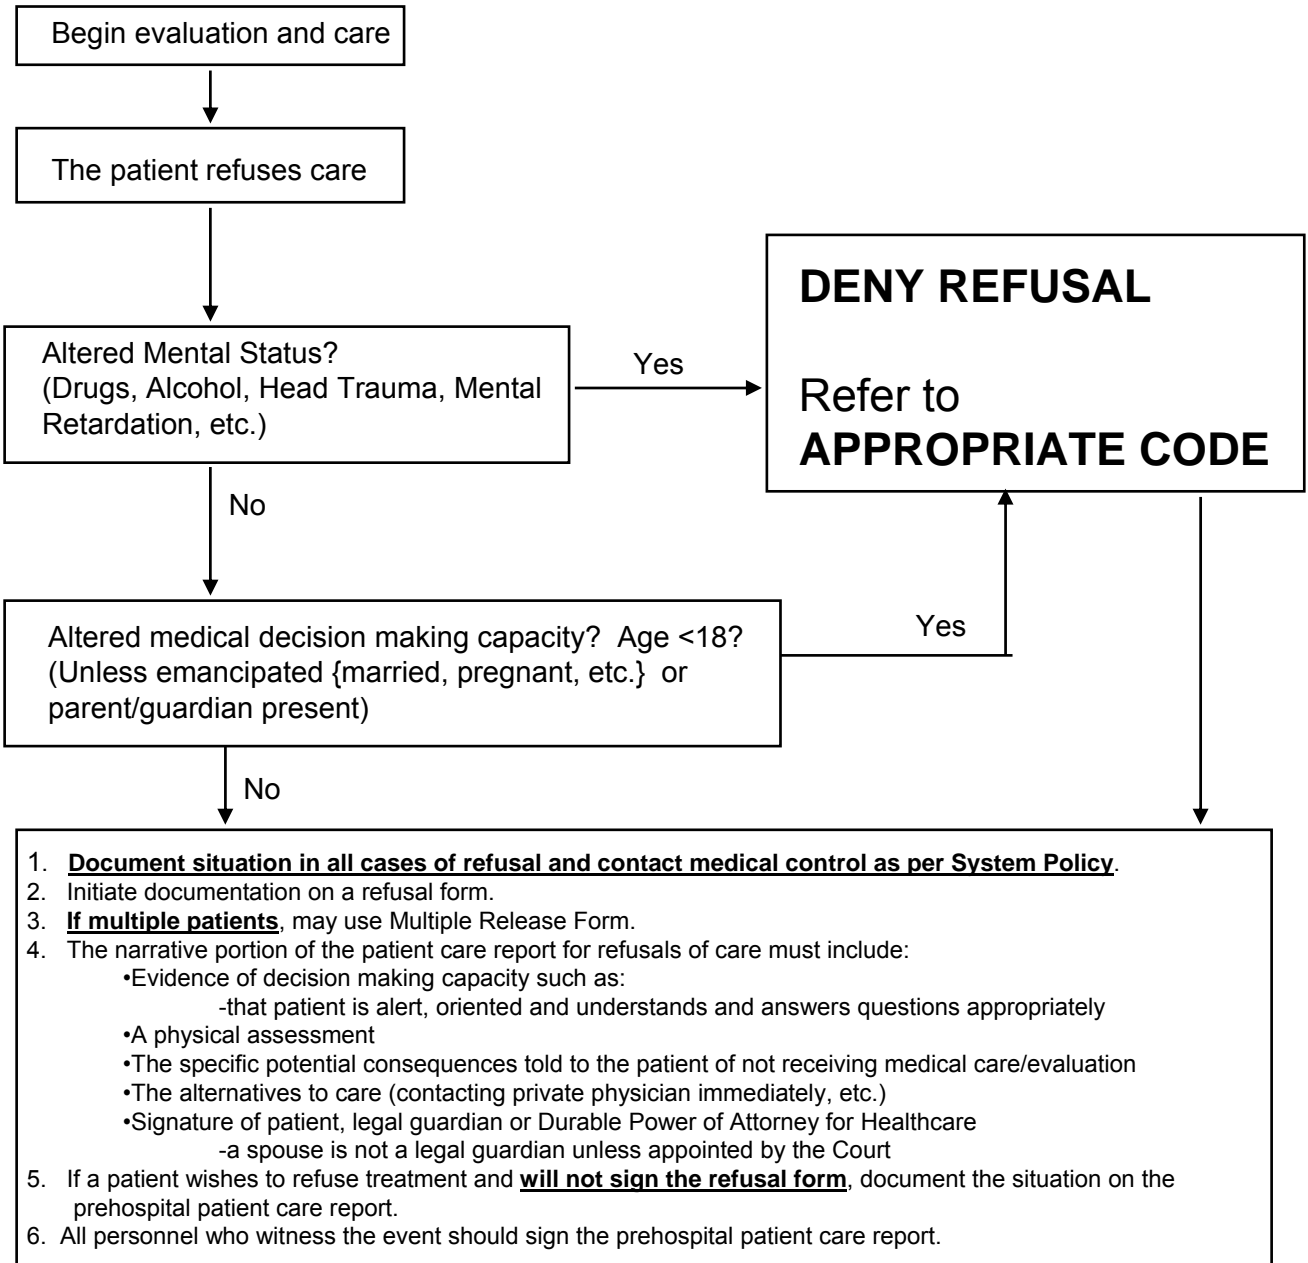 Begin evaluation and care
The patient refuses care
Altered Mental Status?
(Drugs, Alcohol, Head Trauma, Mental
Retardation, etc.)
Yes
DENY REFUSAL
Refer to
APPROPRIATE CODE
No
Altered medical decision making capacity?  Age <18?
(Unless emancipated {married, pregnant, etc.}  or
parent/guardian present)
Yes
No
1. Document situation in all cases of refusal and contact medical control as per System Policy.
2. Initiate documentation on a refusal form.
3. If multiple patients, may use Multiple Release Form.
4. The narrative portion of the patient care report for refusals of care must include:
•Evidence of decision making capacity such as:
-that patient is alert, oriented and understands and answers questions appropriately
•A physical assessment
•The specific potential consequences told to the patient of not receiving medical care/evaluation
•The alternatives to care (contacting private physician immediately, etc.)
•Signature of patient, legal guardian or Durable Power of Attorney for Healthcare
-a spouse is not a legal guardian unless appointed by the Court
5. If a patient wishes to refuse treatment and will not sign the refusal form, document the situation on the
prehospital patient care report.
6. All personnel who witness the event should sign the prehospital patient care report.